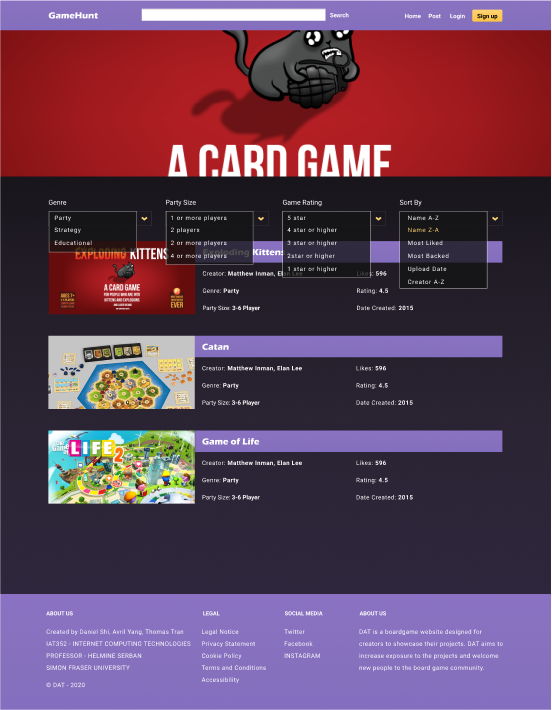 GameHunt
Search
Home Post Login Sign up
A CARD GAME
Genre Party Size Game Rating Sort By
Party 1 or more players 5 star Name A-Z
Strategy 2 players 4 star or higher Name Z-A
Educational 2 or more players 3 star or higher Most Liked
4 or more players 2star or higher Most Backed
1 star or higher Upload Date
Creator A-Z
EXPLODING KITTENS
A CARD GAME
FOR PEOPLE WHO ARE INTO
KITTENS AND EXPLOSIONS
EVER
Exploding Kittens
Creator: Matthew Inman, Elan Lee Likes: 596
Genre: Party Rating: 4.5
Party Size: 3-6 Player Date Created: 2015
Catan
Creator: Matthew Inman, Elan Lee Likes: 596
Genre: Party Rating: 4.5
Party Size: 3-6 Player Date Created: 2015
LIFE
2
Game of Life
Creator: Matthew Inman, Elan Lee Likes: 596
Genre: Party Rating: 4.5
Party Size: 3-6 Player Date Created: 2015
ABOUT US
Created by Daniel Shi, Avril Yang, Thomas Tran
IAT352 - INTERNET COMPUTING TECHNOLOGIES
PROFESSOR - HELMINE SERBAN
SIMON FRASER UNIVERSITY
© DAT - 2020
LEGAL
Legal Notice
Privacy Statement
Cookie Policy
Terms and Conditions
Accessibility
SOCIAL MEDIA
Twitter
Facebook
INSTAGRAM
ABOUT US
DAT is a boardgame website designed for
creators to showcase their projects. DAT aims to
increase exposure to the projects and welcome
new people to the board game community.